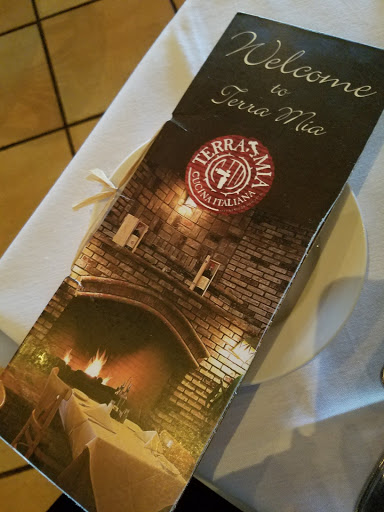 Welcome
to
Terra Mia
TERRA MIA
CUCINA ITALIANA